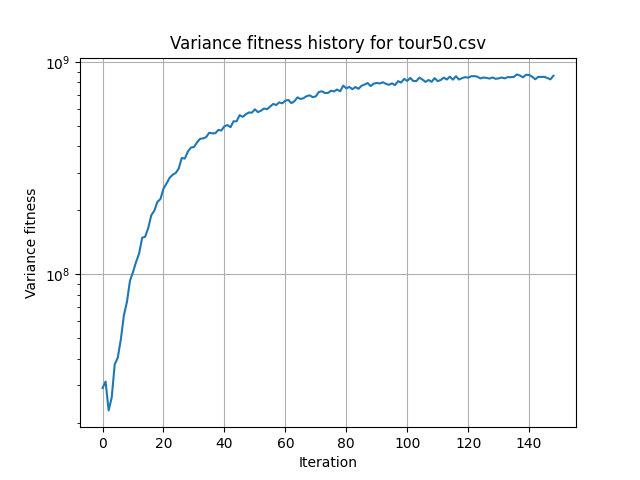 Variance fitness history for tour50.csv
10⁹
10⁸
Variance fitness
0 20 40 60 80 100 120 140
Iteration